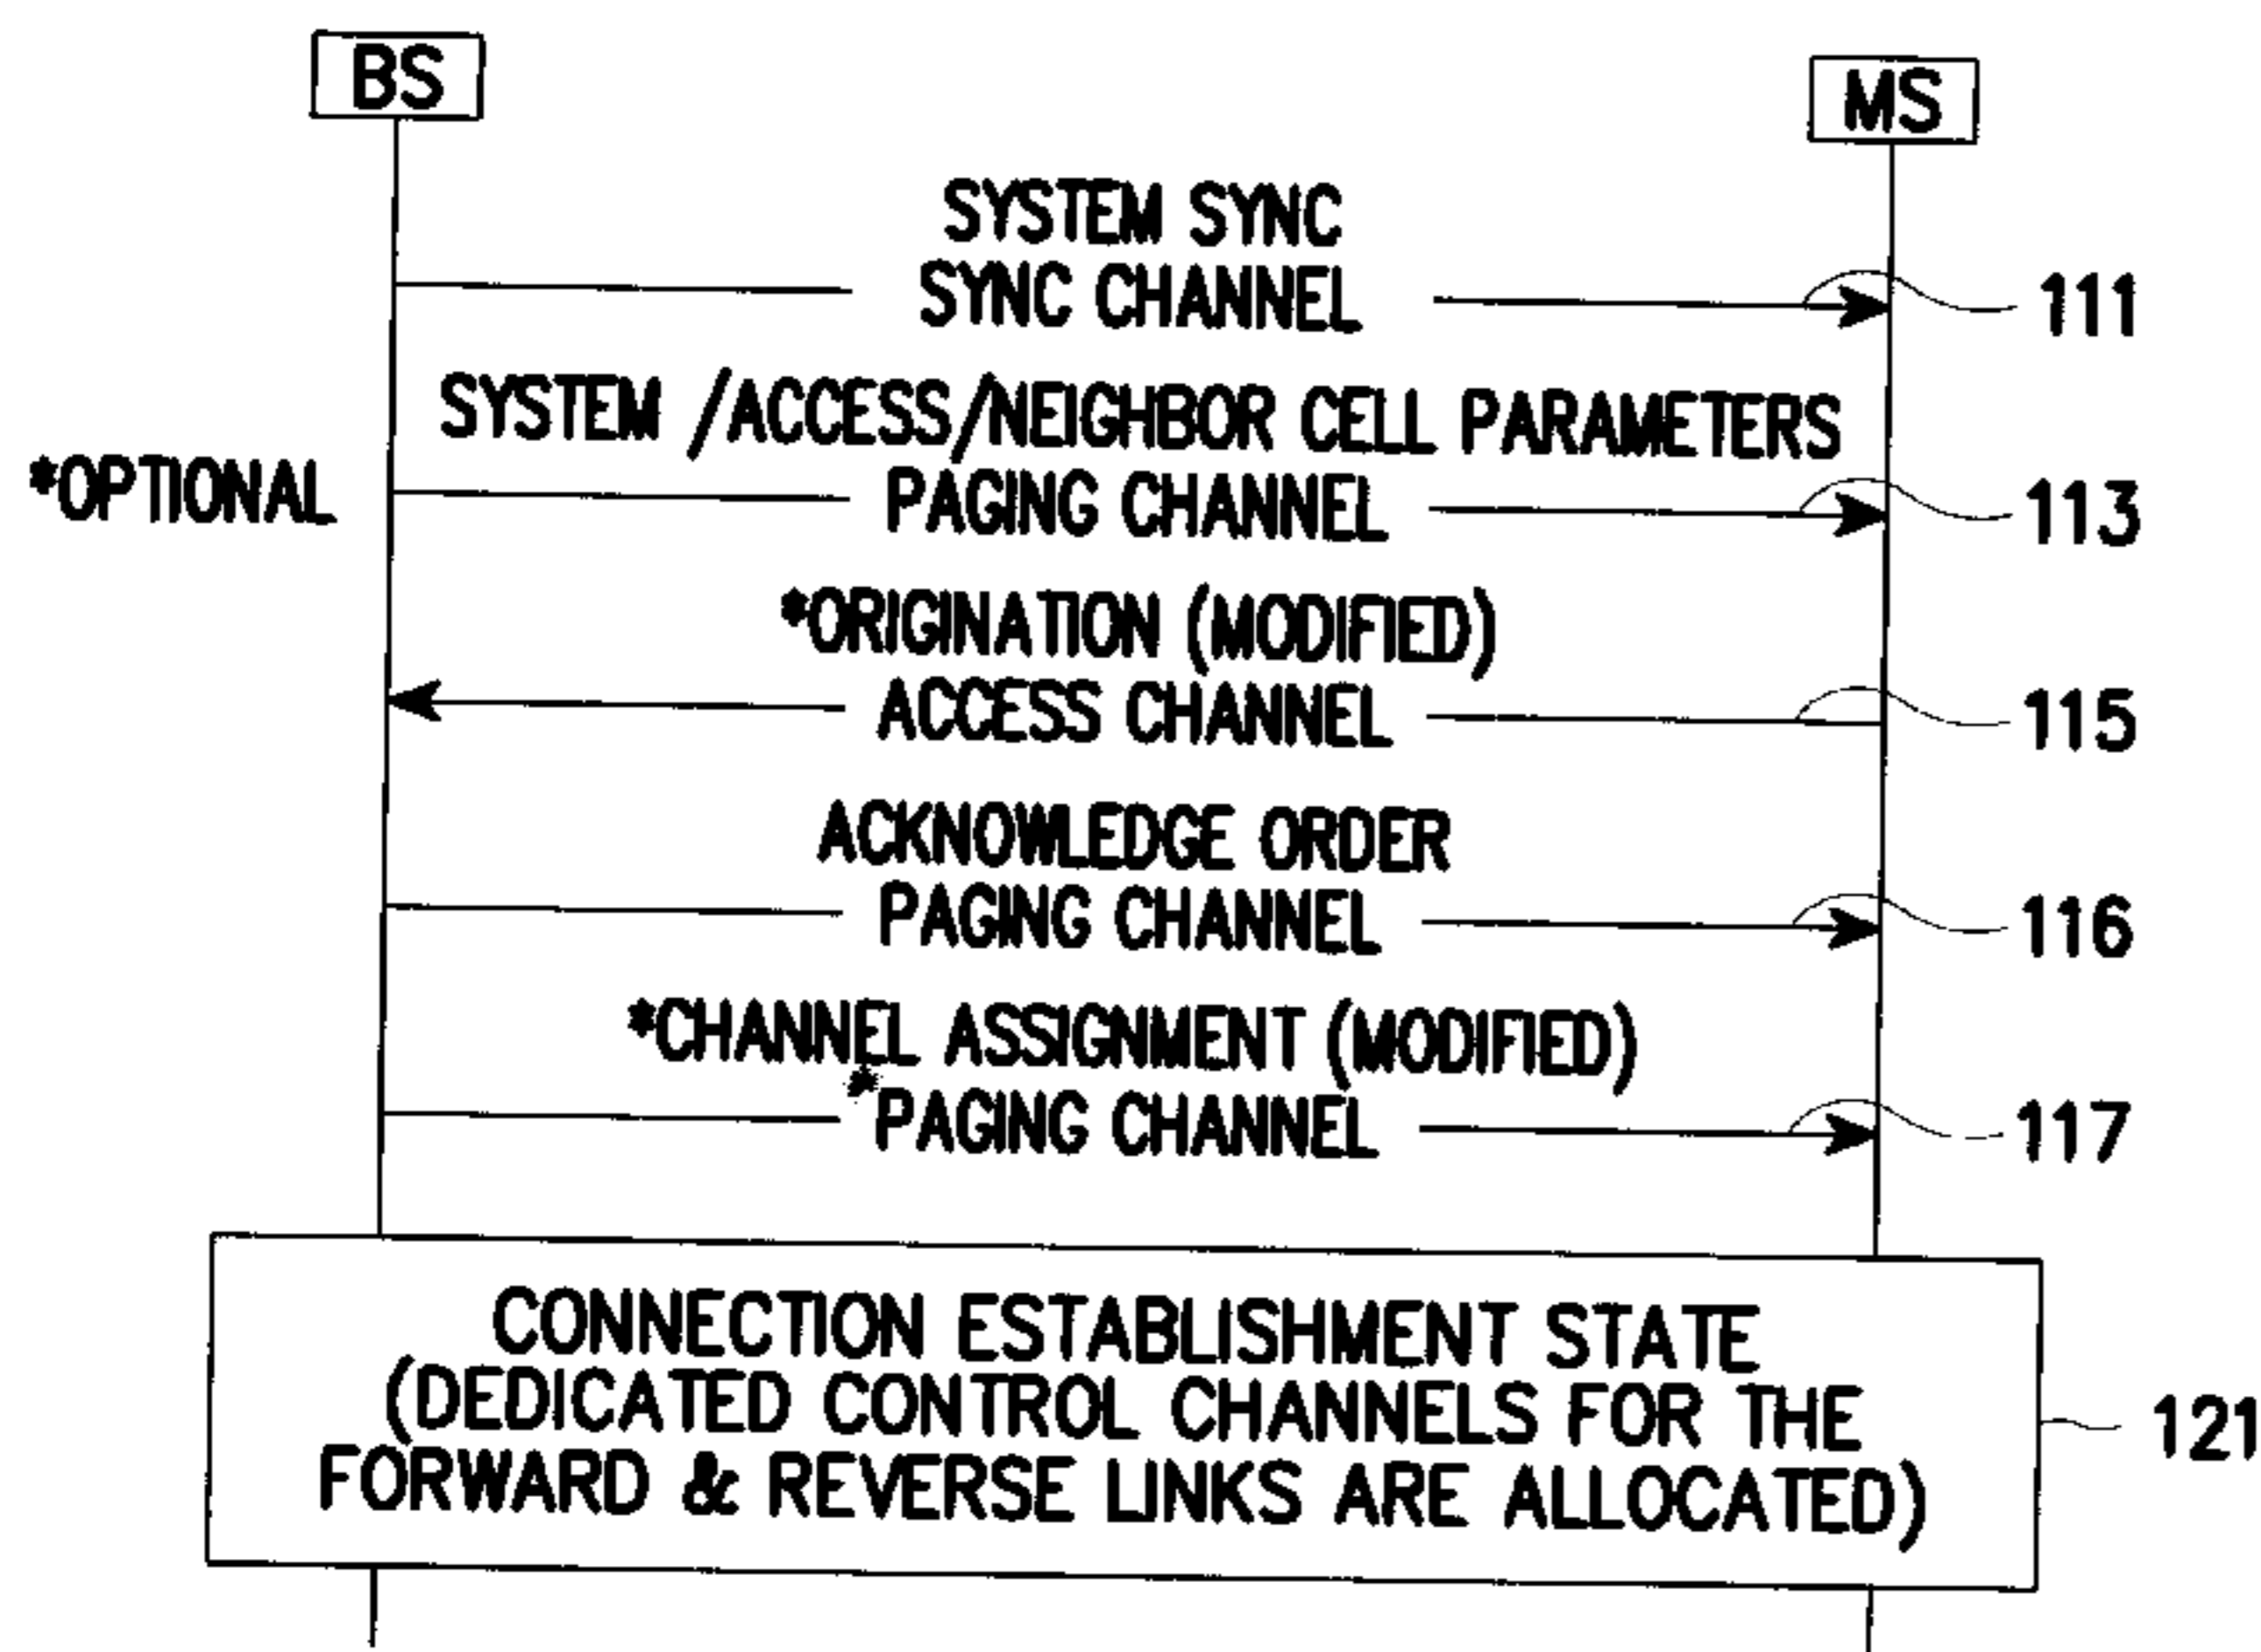 BS
MS
SYSTEM SYNC
SYNC CHANNEL
111
SYSTEM /ACCESS/NEIGHBOR CELL PARAMETERS
*OPTIONAL
PAGING CHANNEL
113
*ORIGINATION (MODIFIED)
ACCESS CHANNEL
115
ACKNOWLEDGE ORDER
PAGING CHANNEL
116
*CHANNEL ASSIGNMENT (MODIFIED)
*PAGING CHANNEL
117
CONNECTION ESTABLISHMENT STATE
(DEDICATED CONTROL CHANNELS FOR THE
FORWARD & REVERSE LINKS ARE ALLOCATED)
121